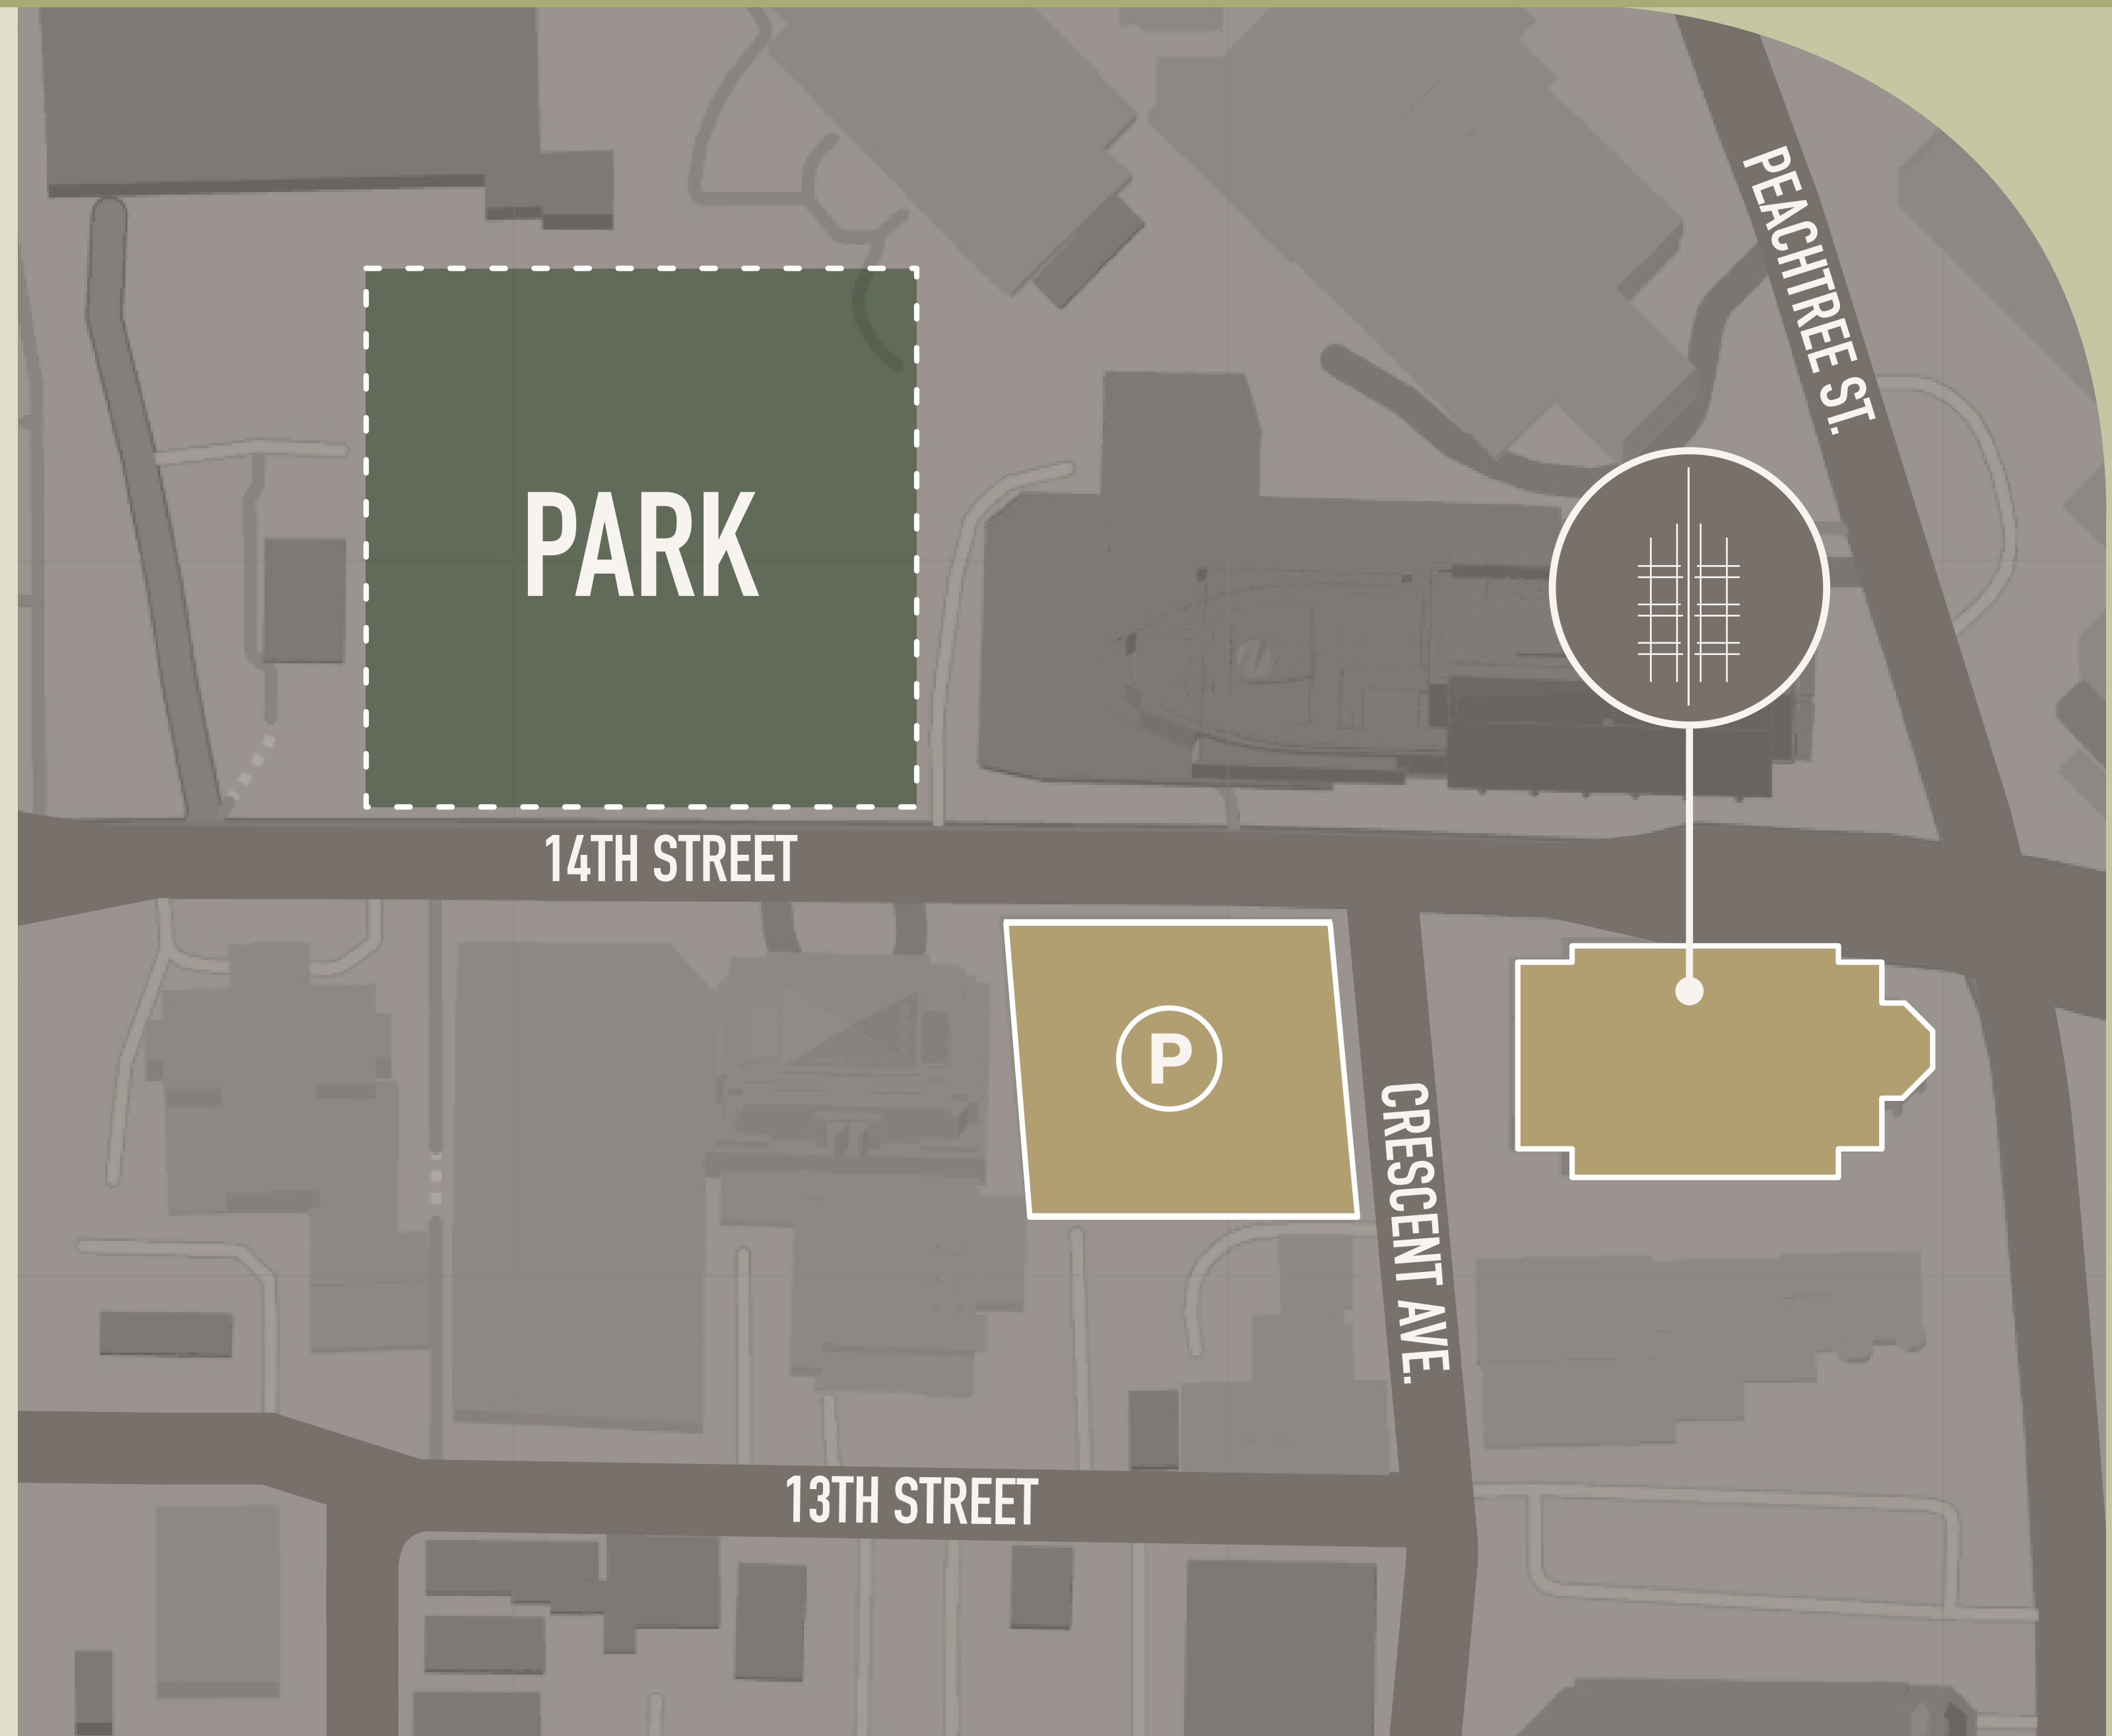 PEACHTREE ST.
PARK
14TH STREET
P
CRESCENT AVE.
13TH STREET